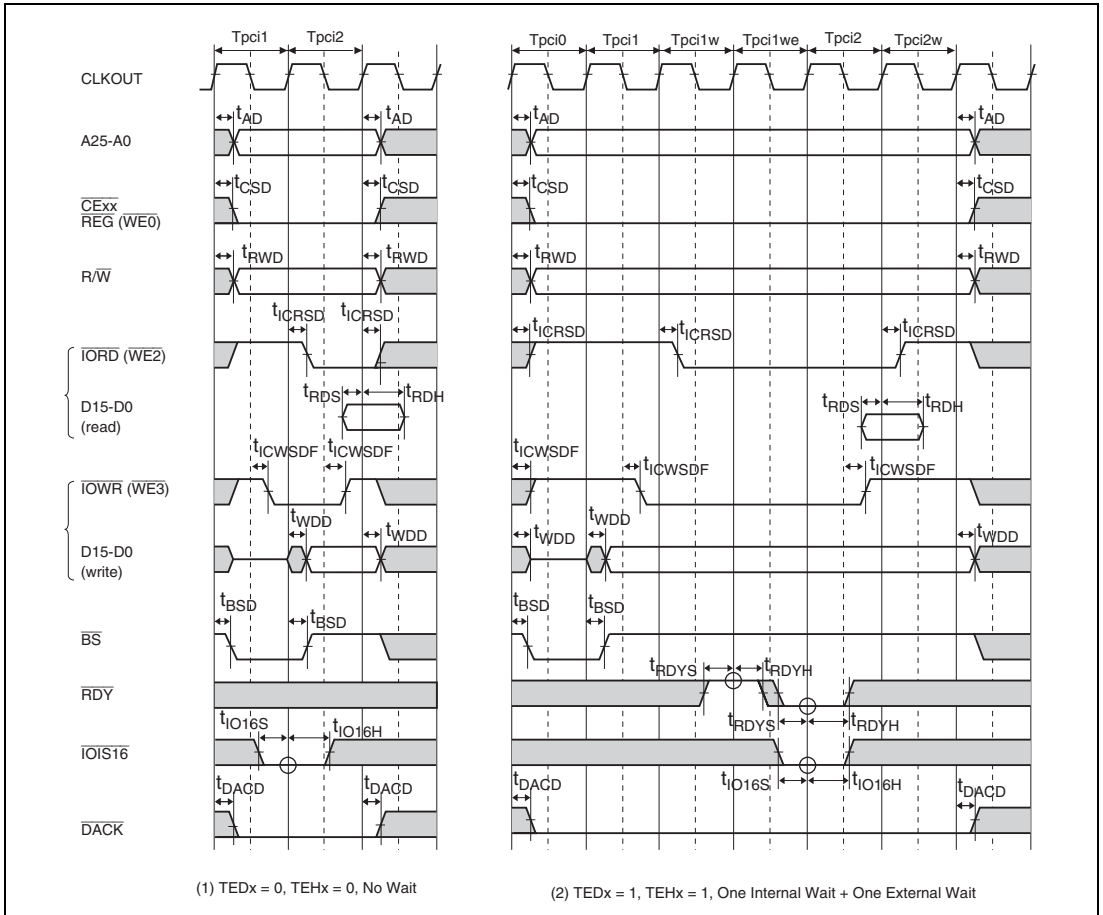 Tpci1 Tpci2 Tpci0 Tpci1 Tpci1w Tpci1we Tpci2 Tpci2w
CLKOUT
tAD tAD tAD tAD
A25-A0
tCSD tCSD tCSD tCSD
CExx
REG (WE0)
tRWD tRWD tRWD tRWD
R/W
tICRSD tICRSD tICRSD tICRSD tICRSD
IORD (WE2)
tRDS tRDH tRDS tRDH
D15-D0
(read)
tICWSDF tICWSDF tICWSDF tICWSDF tICWSDF
IOWR (WE3)
tWDD tWDD tWDD tWDD tWDD
D15-D0
(write)
tBSD tBSD tBSD tBSD
BS
tRDYS tRDYH
RDY
tRDYS tRDYH
tIO16S tIO16H
IOIS16
tIO16S tIO16H
tDACD tDACD tDACD tDACD
DACK
(1) TEDx = 0, TEHx = 0, No Wait
(2) TEDx = 1, TEHx = 1, One Internal Wait + One External Wait